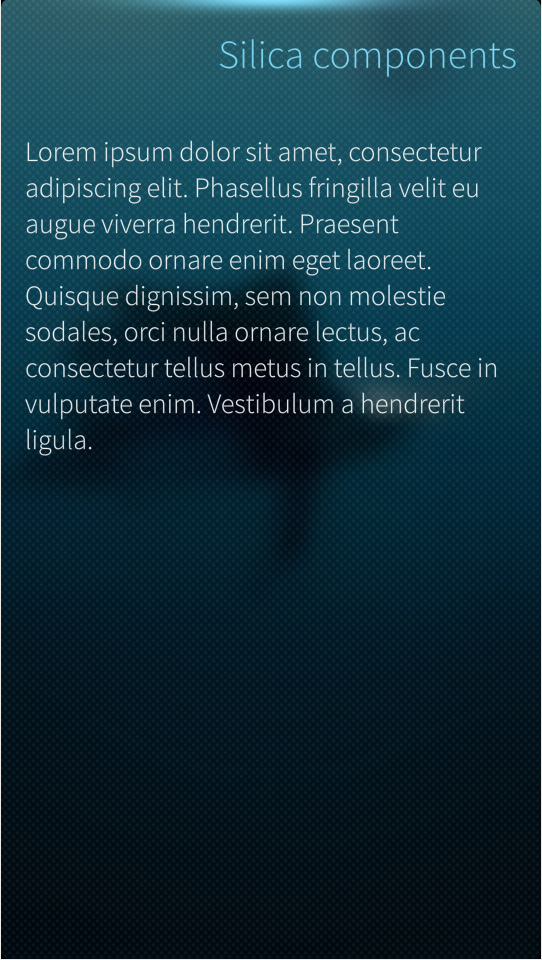 Silica components
Lorem ipsum dolor sit amet, consectetur
adipiscing elit. Phasellus fringilla velit eu
augue viverra hendrerit. Praesent
commodo ornare enim eget laoreet.
Quisque dignissim, sem non molestie
sodales, orci nulla ornare lectus, ac
consectetur tellus metus in tellus. Fusce in
vulputate enim. Vestibulum a hendrerit
ligula.